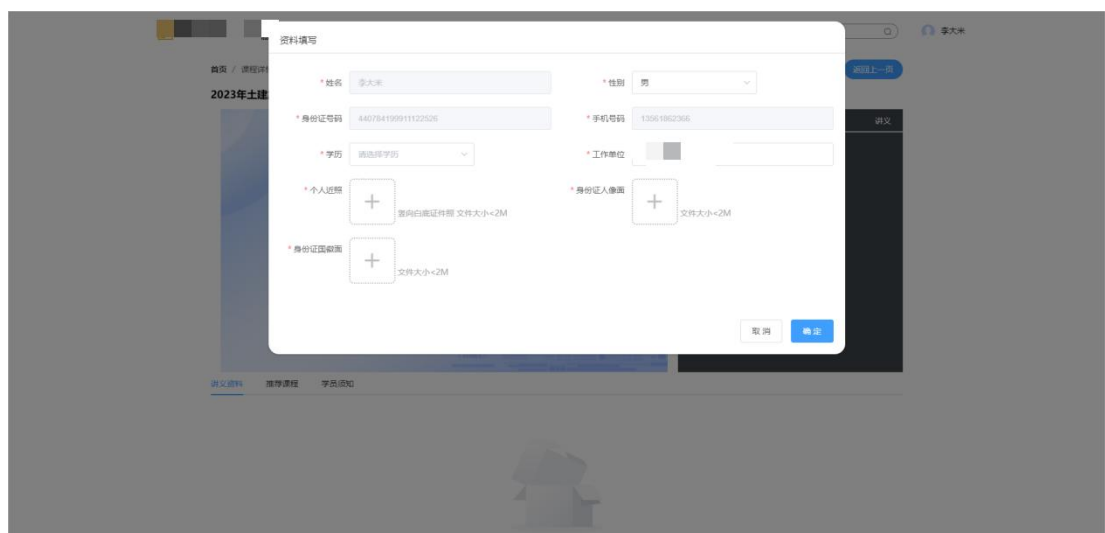 资料填写
李大米
首页 / 课程详
返回上一页
2023年土建
讲义
* 姓名 李大米
* 性别 男
* 身份证号码 440784199911122526
* 手机号码 13561862366
* 学历 请选择学历
* 工作单位
* 个人近照
竖向白底证件照 文件大小<2M
* 身份证人像面
文件大小<2M
* 身份证国徽面
文件大小<2M
取消 确定
讲义资料 推荐课程 学员须知